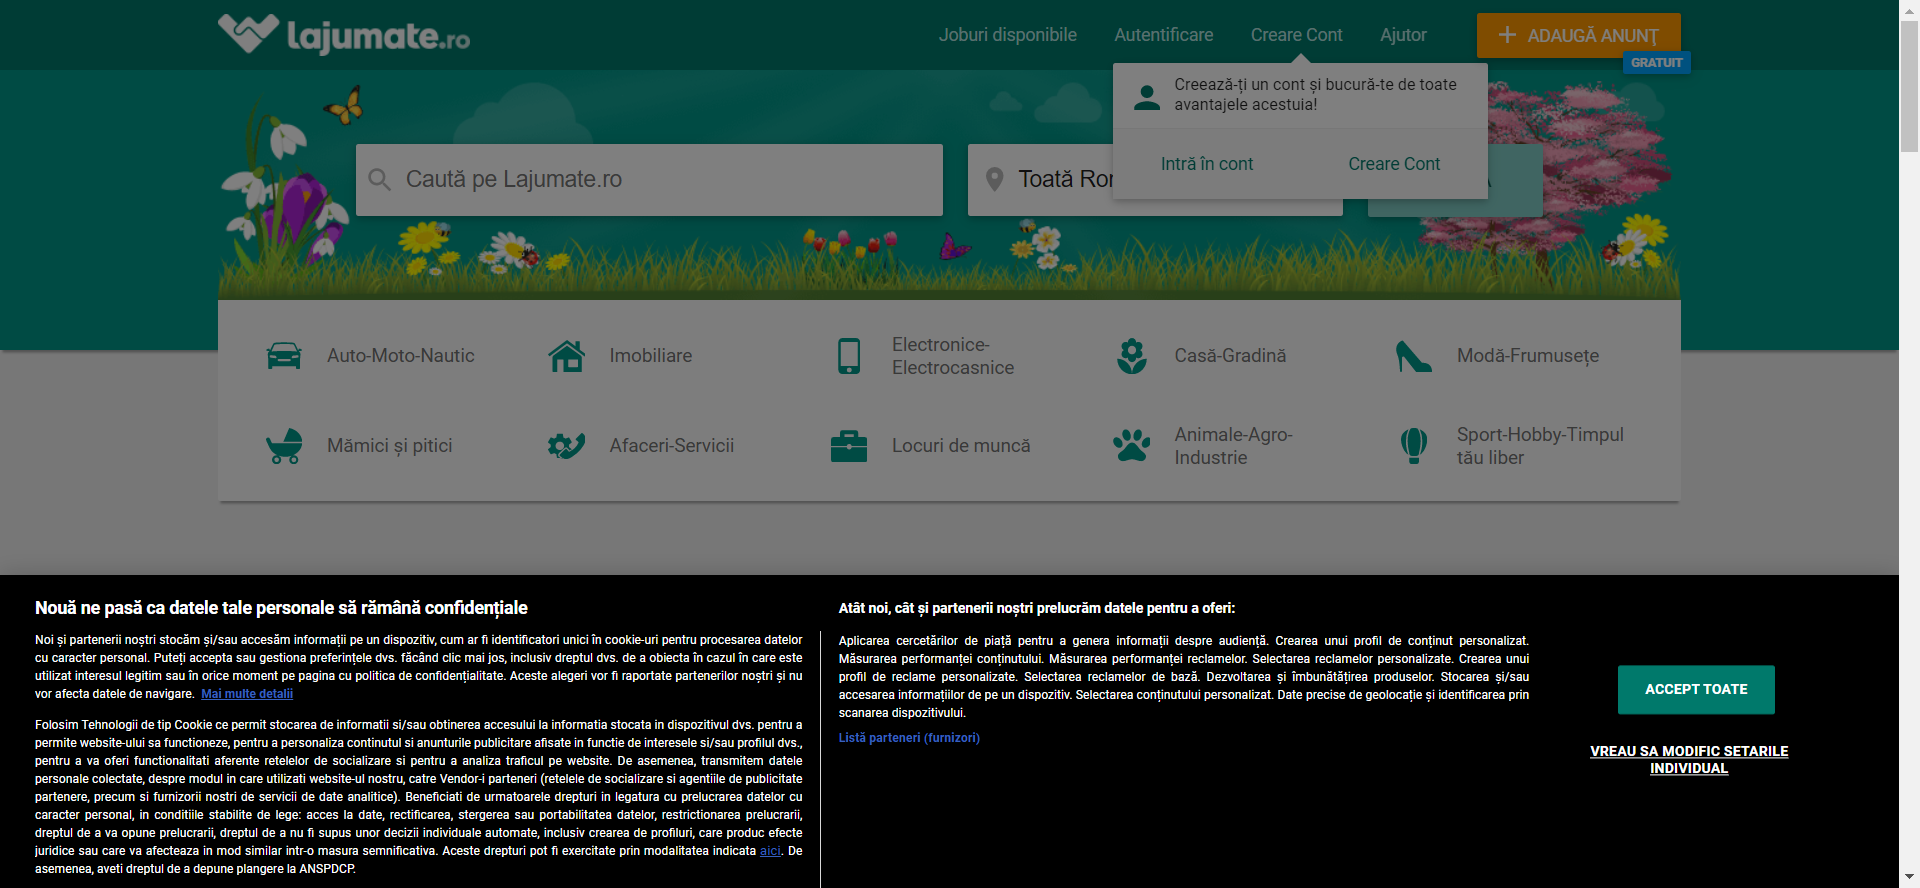 Lajumate.ro
Joburi disponibile
Autentificare
Creare Cont
Ajutor
ADAUGĂ ANUNȚ
GRATUIT
Creează-ți un cont și bucură-te de toate
avantajele acestuia!
Intră în cont
Creare Cont
Caută pe Lajumate.ro
Toată
Auto-Moto-Nautic
Imobiliare
Electronice-
Electrocasnice
Casă-Gradină
Modă-Frumusețe
Mămici și pitici
Afaceri-Servicii
Locuri de muncă
Animale-Agro-
Industrie
Sport-Hobby-Timpul
tău liber
Nouă ne pasă ca datele tale personale să rămână confidențiale
Noi și partenerii noștri stocăm și/sau accesăm informații pe un dispozitiv, cum ar fi identificatori unici în cookie-uri pentru procesarea datelor
cu caracter personal. Puteți accepta sau gestiona preferințele dvs. făcând clic mai jos, inclusiv dreptul dvs. de a obiecta în cazul în care este
utilizat interesul legitim sau în orice moment pe pagina cu politica de confidențialitate. Aceste alegeri vor fi raportate partenerilor noștri și nu
vor afecta datele de navigare. Mai multe detalii
Folosim Tehnologii de tip Cookie ce permit stocarea de informatii si/sau obtinerea accesului la informatia stocata in dispozitivul dvs. pentru a
permite website-ului sa functioneze, pentru a personaliza continutul si anunturile publicitare afisate in functie de interesele si/sau profilul dvs.,
pentru a va oferi functionalitati aferente retelelor de socializare si pentru a analiza traficul pe website. De asemenea, transmitem datele
personale colectate, despre modul in care utilizati website-ul nostru, catre Vendor-i parteneri (retelele de socializare si agentiile de publicitate
partenere, precum si furnizorii nostri de servicii de date analitice). Beneficiati de urmatoarele drepturi in legatura cu prelucrarea datelor cu
caracter personal, in conditiile stabilite de lege: acces la date, rectificarea, stergerea sau portabilitatea datelor, restrictionarea prelucrarii,
dreptul de a va opune prelucrarii, dreptul de a nu fi supus unor decizii individuale automate, inclusiv crearea de profiluri, care produc efecte
juridice sau care va afecteaza in mod similar intr-o masura semnificativa. Aceste drepturi pot fi exercitate prin modalitatea indicata aici. De
asemenea, aveti dreptul de a depune plangere la ANSPDCP.
Atât noi, cât și partenerii noștri prelucrăm datele pentru a oferi:
Aplicarea cercetărilor de piață pentru a genera informații despre audiență. Crearea unui profil de conținut personalizat.
Măsurarea performanței conținutului. Măsurarea performanței reclamelor. Selectarea reclamelor personalizate. Crearea unui
profil de reclame personalizate. Selectarea reclamelor de bază. Dezvoltarea și îmbunătățirea produselor. Stocarea și/sau
accesarea informațiilor de pe un dispozitiv. Selectarea conținutului personalizat. Date precise de geolocație și identificarea prin
scanarea dispozitivului.
Listă parteneri (furnizori)
ACCEPT TOATE
VREAU SA MODIFIC SETARILE
INDIVIDUAL